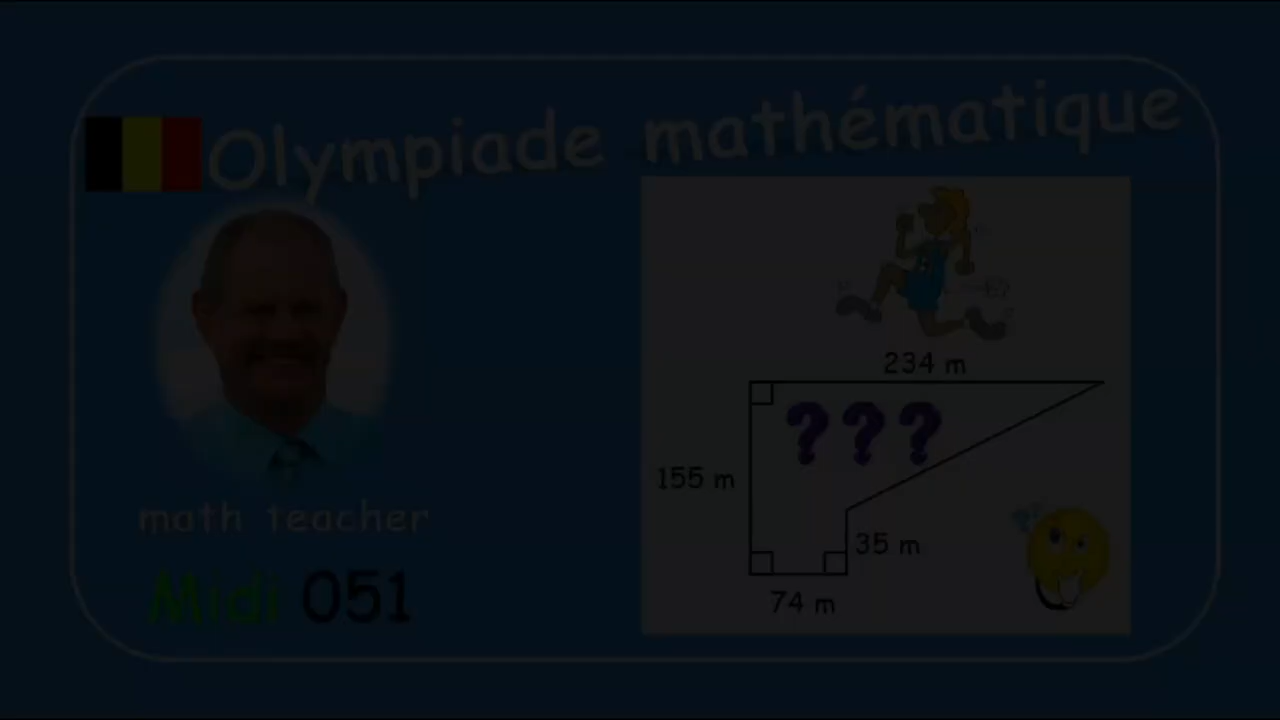 Olympiade mathématique
math teacher
Midi 051
234 m
???
155 m
35 m
74 m